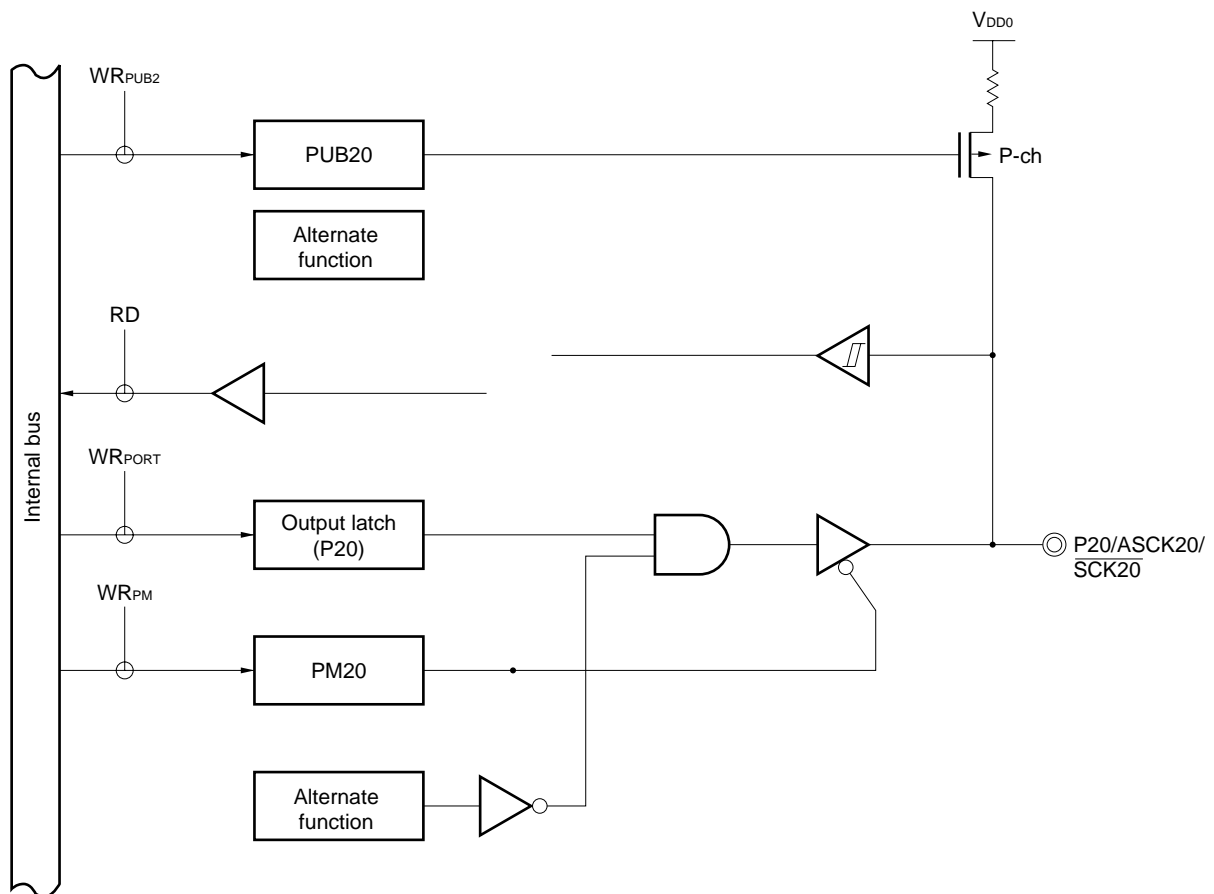 VDD0
WRPUB2
PUB20
P-ch
Alternate
function
RD
Internal bus
WRPORT
Output latch
(P20)
P20/ASCK20/
SCK20
WRPM
PM20
Alternate
function